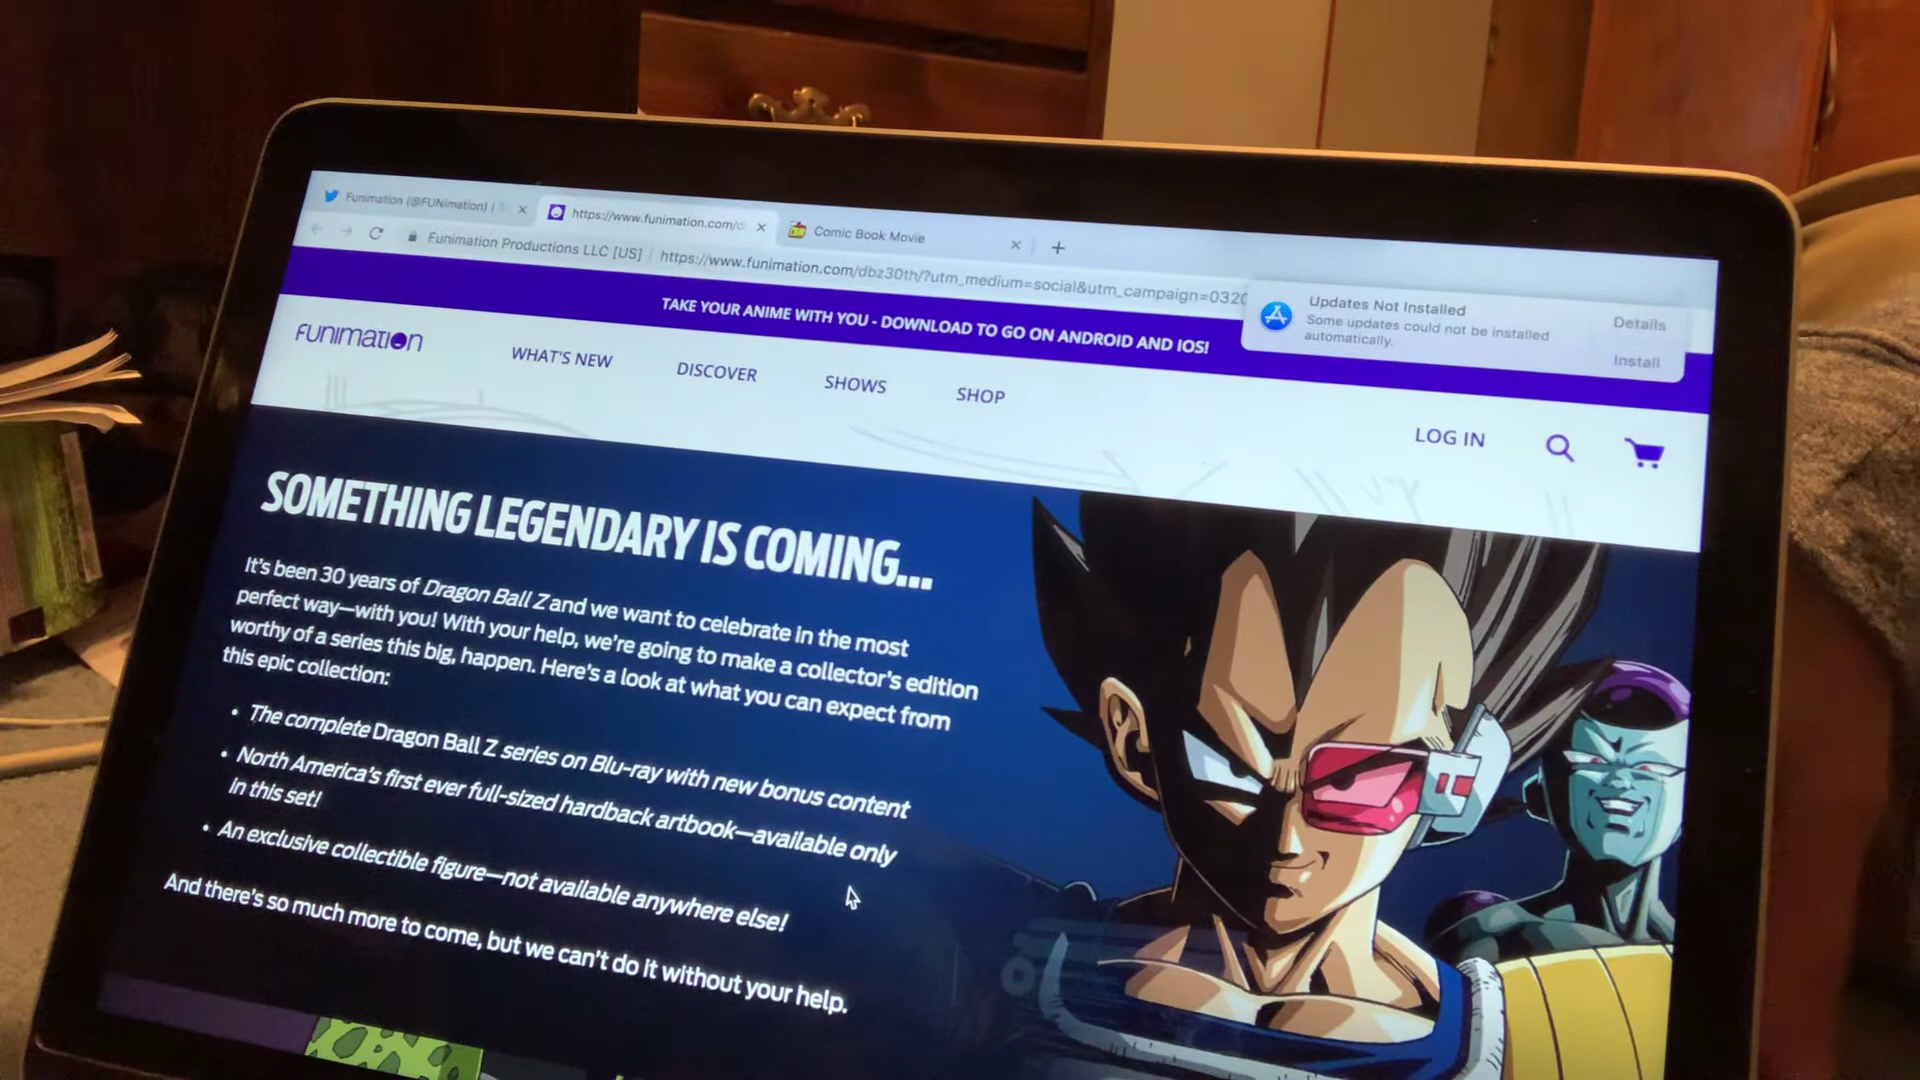 Funimation (@FUNimation) | T
https://www.funimation.com/d
Comic Book Movie
Funimation Productions LLC [US] | https://www.funimation.com/dbz30th/?utm_medium=social&utm_campaign=0320
TAKE YOUR ANIME WITH YOU - DOWNLOAD TO GO ON ANDROID AND IOS!
Updates Not Installed
Some updates could not be installed
automatically.
Details
Install
FUNIMATION
WHAT'S NEW
DISCOVER
SHOWS
SHOP
LOG IN
SOMETHING LEGENDARY IS COMING...
It's been 30 years of Dragon Ball Z and we want to celebrate in the most
perfect way—with you! With your help, we're going to make a collector's edition
worthy of a series this big, happen. Here's a look at what you can expect from
this epic collection:
• The complete Dragon Ball Z series on Blu-ray with new bonus content
• North America's first ever full-sized hardback artbook—available only
in this set!
• An exclusive collectible figure—not available anywhere else!
And there's so much more to come, but we can't do it without your help.